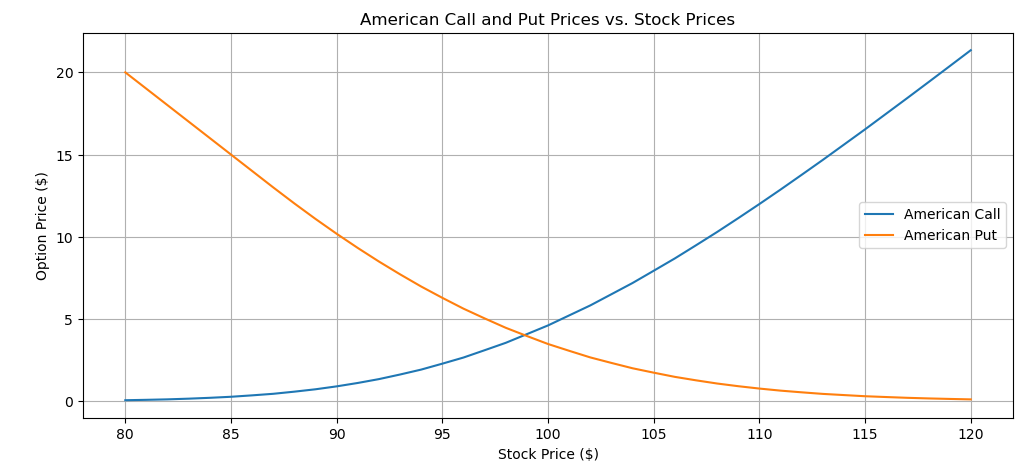 American Call and Put Prices vs. Stock Prices
Option Price ($)
20
15
10
5
0
American Call
American Put
80 85 90 95 100 105 110 115 120
Stock Price ($)